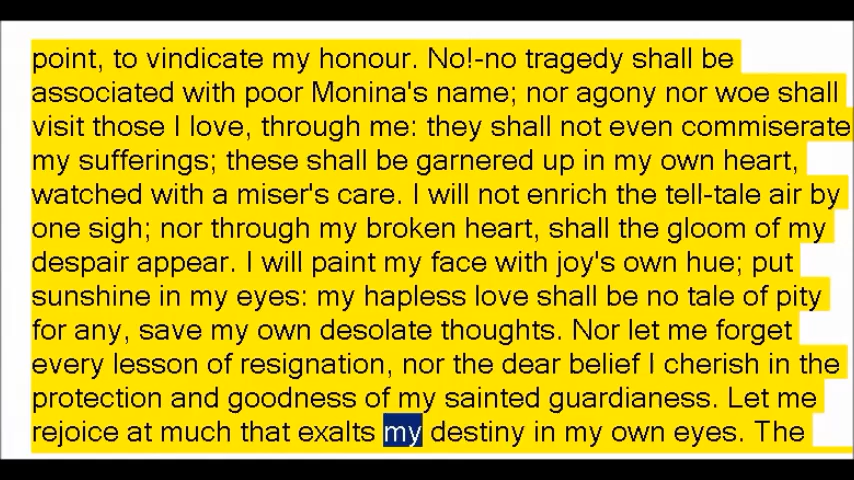 point, to vindicate my honour. No!-no tragedy shall be
associated with poor Monina's name; nor agony nor woe shall
visit those I love, through me: they shall not even commiserate
my sufferings; these shall be garnered up in my own heart,
watched with a miser's care. I will not enrich the tell-tale air by
one sigh; nor through my broken heart, shall the gloom of my
despair appear. I will paint my face with joy's own hue; put
sunshine in my eyes: my hapless love shall be no tale of pity
for any, save my own desolate thoughts. Nor let me forget
every lesson of resignation, nor the dear belief I cherish in the
protection and goodness of my sainted guardianess. Let me
rejoice at much that exalts my destiny in my own eyes. The